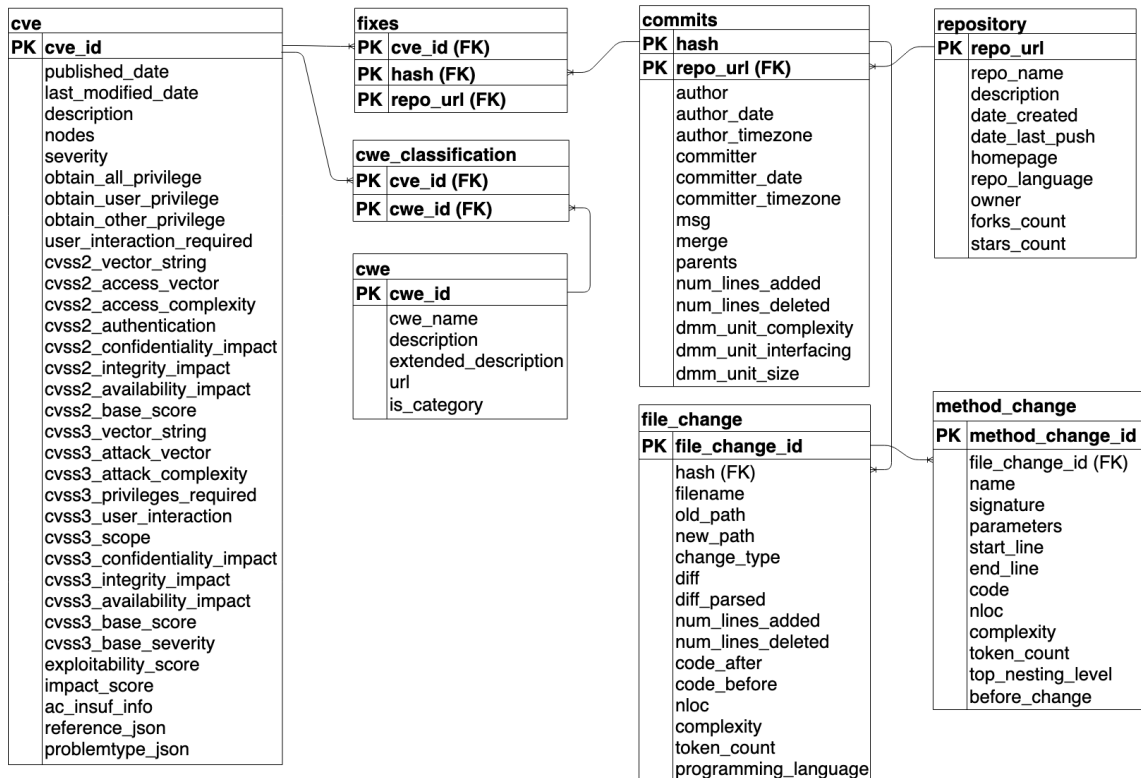 cve
PK cve_id
published_date
last_modified_date
description
nodes
severity
obtain_all_privilege
obtain_user_privilege
obtain_other_privilege
user_interaction_required
cvss2_vector_string
cvss2_access_vector
cvss2_access_complexity
cvss2_authentication
cvss2_confidentiality_impact
cvss2_integrity_impact
cvss2_availability_impact
cvss2_base_score
cvss3_vector_string
cvss3_attack_vector
cvss3_attack_complexity
cvss3_privileges_required
cvss3_user_interaction
cvss3_scope
cvss3_confidentiality_impact
cvss3_integrity_impact
cvss3_availability_impact
cvss3_base_score
cvss3_base_severity
exploitability_score
impact_score
ac_insuf_info
reference_json
problemtype_json
fixes
PK cve_id (FK)
PK hash (FK)
PK repo_url (FK)
cwe_classification
PK cve_id (FK)
PK cwe_id (FK)
cwe
PK cwe_id
cwe_name
description
extended_description
url
is_category
commits
PK hash
PK repo_url (FK)
author
author_date
author_timezone
committer
committer_date
committer_timezone
msg
merge
parents
num_lines_added
num_lines_deleted
dmm_unit_complexity
dmm_unit_interfacing
dmm_unit_size
file_change
PK file_change_id
hash (FK)
filename
old_path
new_path
change_type
diff
diff_parsed
num_lines_added
num_lines_deleted
code_after
code_before
nloc
complexity
token_count
programming_language
repository
PK repo_url
repo_name
description
date_created
date_last_push
homepage
repo_language
owner
forks_count
stars_count
method_change
PK method_change_id
file_change_id (FK)
name
signature
parameters
start_line
end_line
code
nloc
complexity
token_count
top_nesting_level
before_change